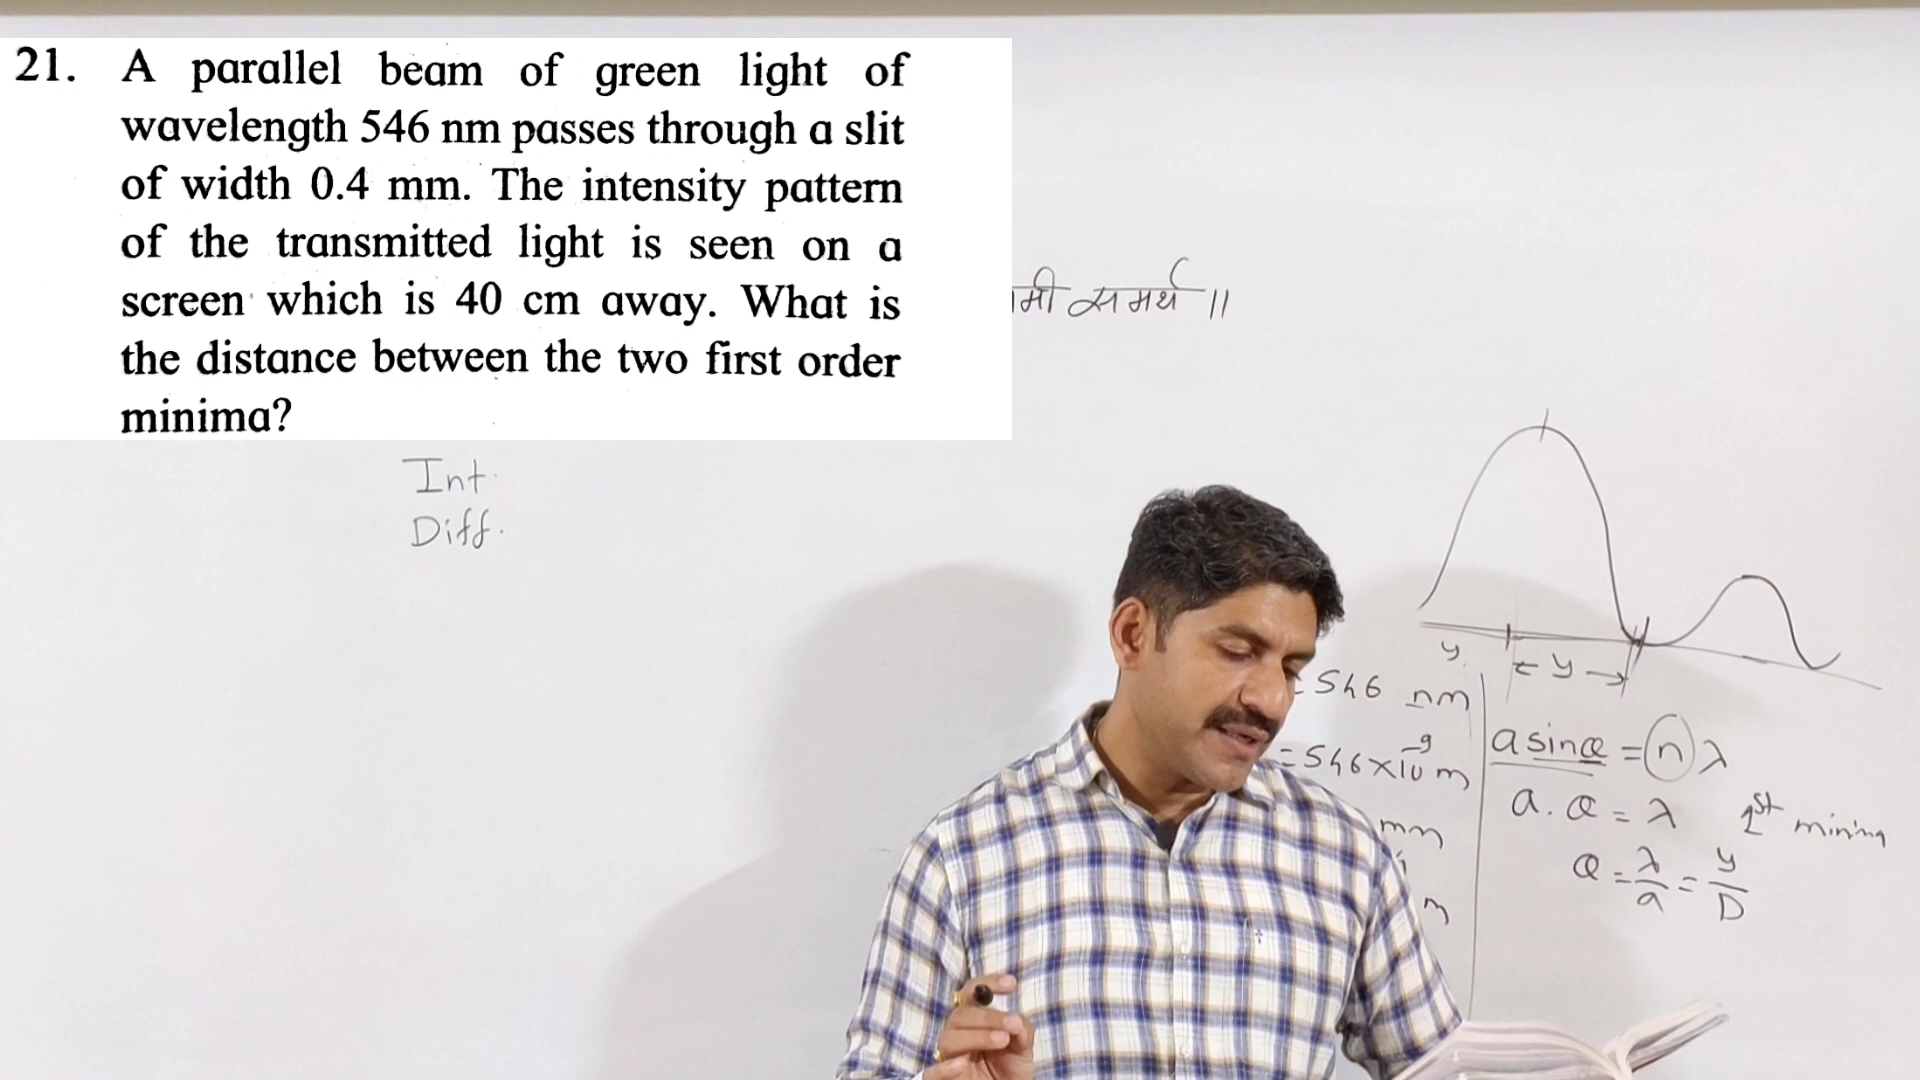 21. A parallel beam of green light of
wavelength 546 nm passes through a slit
of width 0.4 mm. The intensity pattern
of the transmitted light is seen on a
screen which is 40 cm away. What is
the distance between the two first order
minima?
मी समर्थ ॥
Int.
Diff.
y
← y →
= 546 nm
= 546 × 10⁻⁹ m
mm
m
a sin θ = n λ
a . θ = λ 1st minima
θ = λ/a = y/D